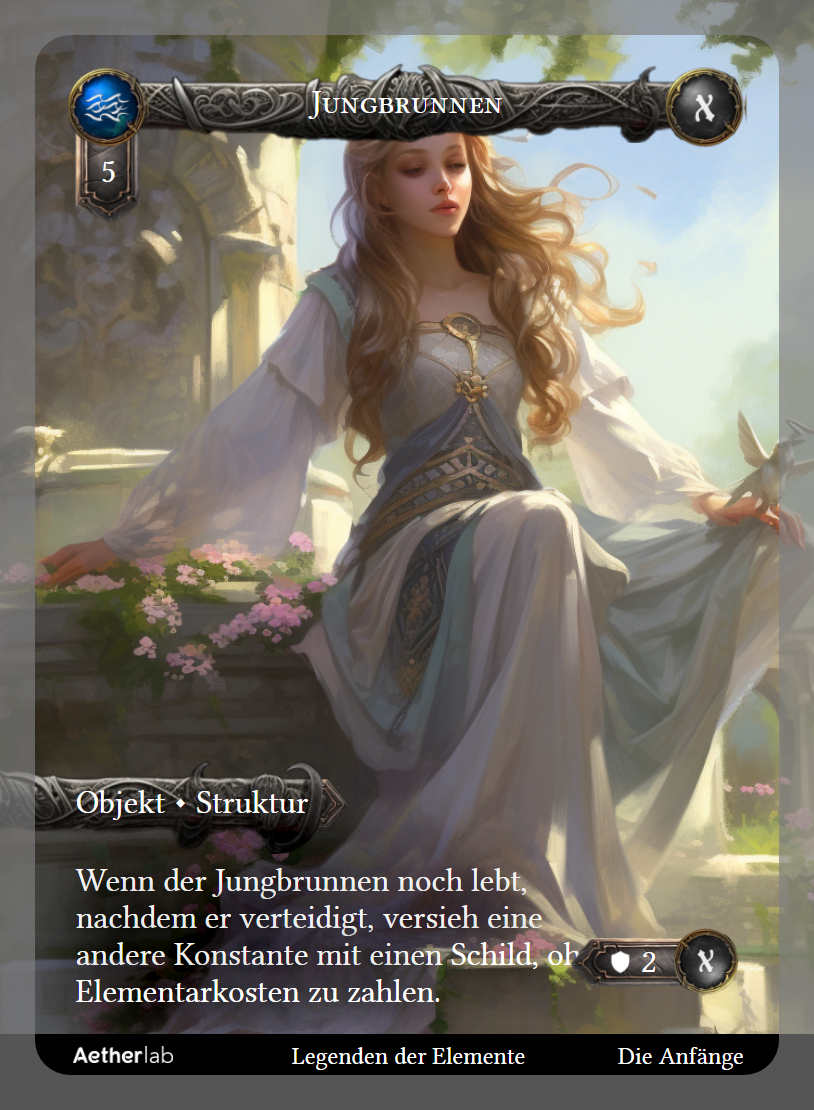 Jungbrunnen
5
Objekt • Struktur
Wenn der Jungbrunnen noch lebt,
nachdem er verteidigt, versieh eine
andere Konstante mit einen Schild, oh
Elementarkosten zu zahlen.
2
Aetherlab Legenden der Elemente Die Anfänge